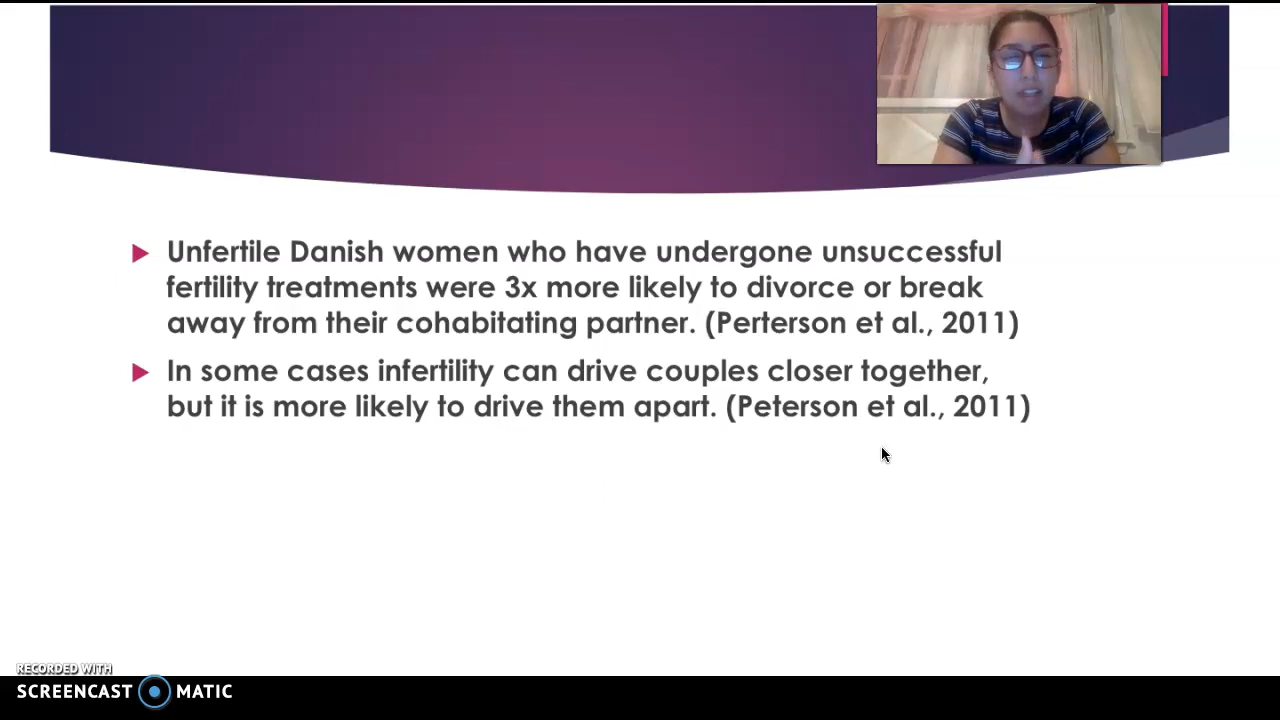 Unfertile Danish women who have undergone unsuccessful
fertility treatments were 3x more likely to divorce or break
away from their cohabitating partner. (Perterson et al., 2011)
In some cases infertility can drive couples closer together,
but it is more likely to drive them apart. (Peterson et al., 2011)
RECORDED WITH
SCREENCAST MATIC